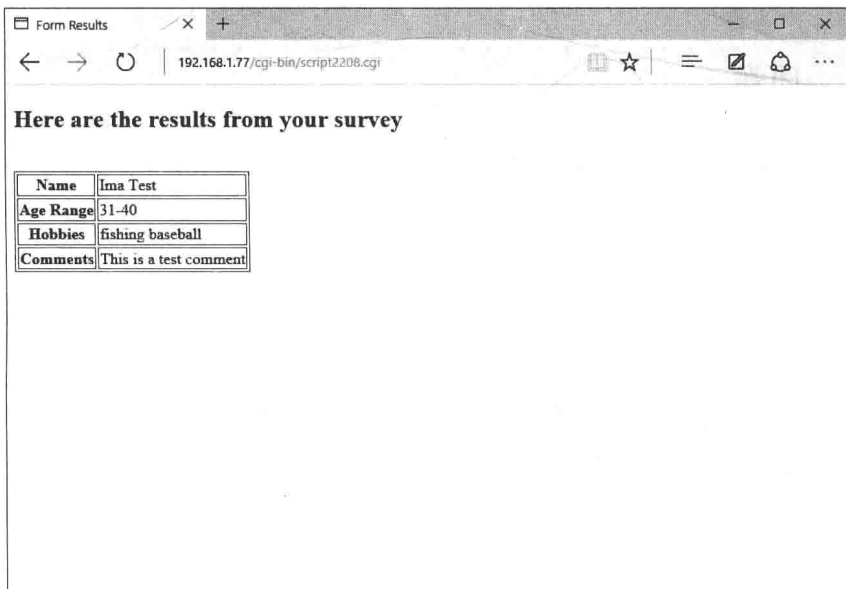 Form Results
192.168.1.77/cgi-bin/script2208.cgi
Here are the results from your survey
Name Ima Test
Age Range 31-40
Hobbies fishing baseball
Comments This is a test comment